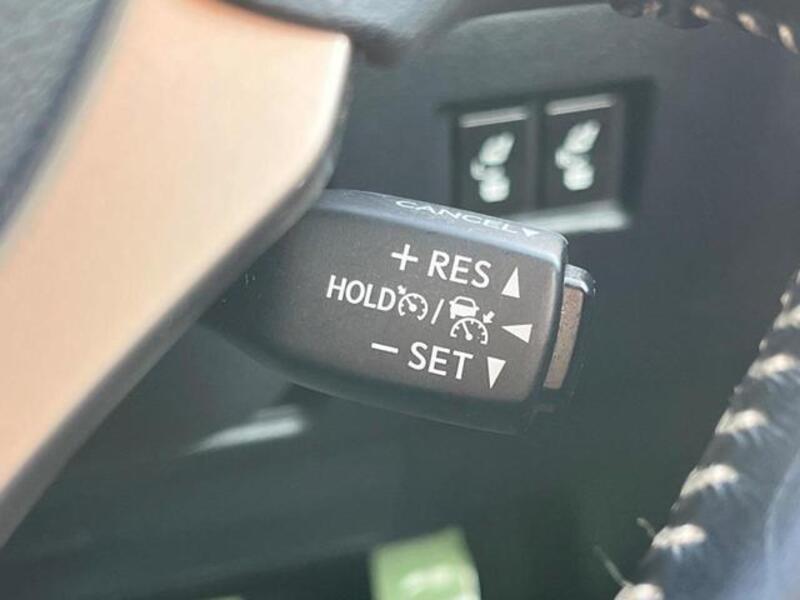 CANCEL
+ RES
HOLD /
− SET